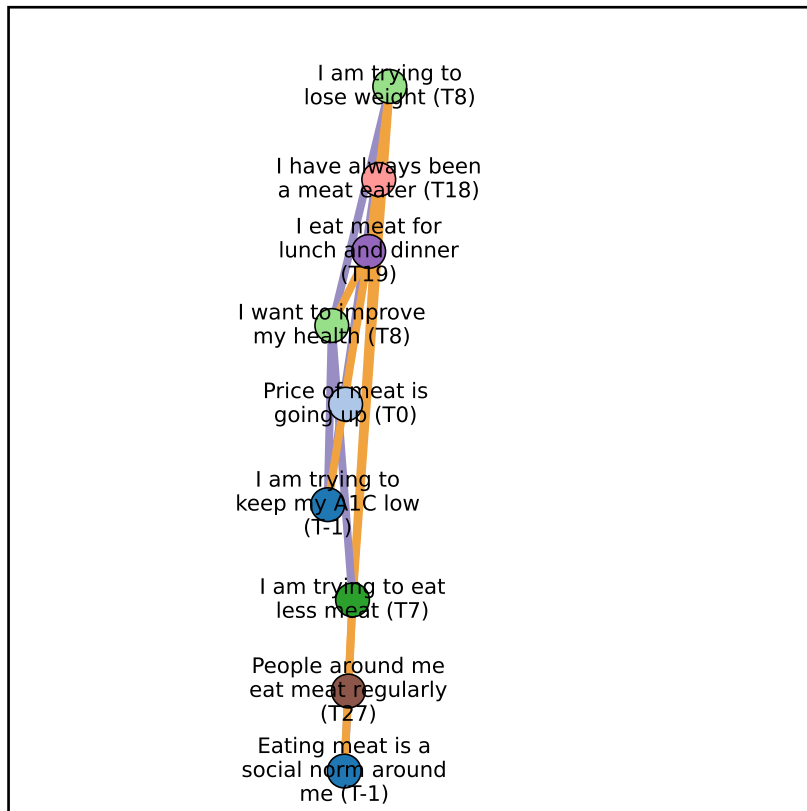 I am trying to
lose weight (T8)
I have always been
a meat eater (T18)
I eat meat for
lunch and dinner
(T19)
I want to improve
my health (T8)
Price of meat is
going up (T0)
I am trying to
keep my A1C low
(T-1)
I am trying to eat
less meat (T7)
People around me
eat meat regularly
(T27)
Eating meat is a
social norm around
me (T-1)